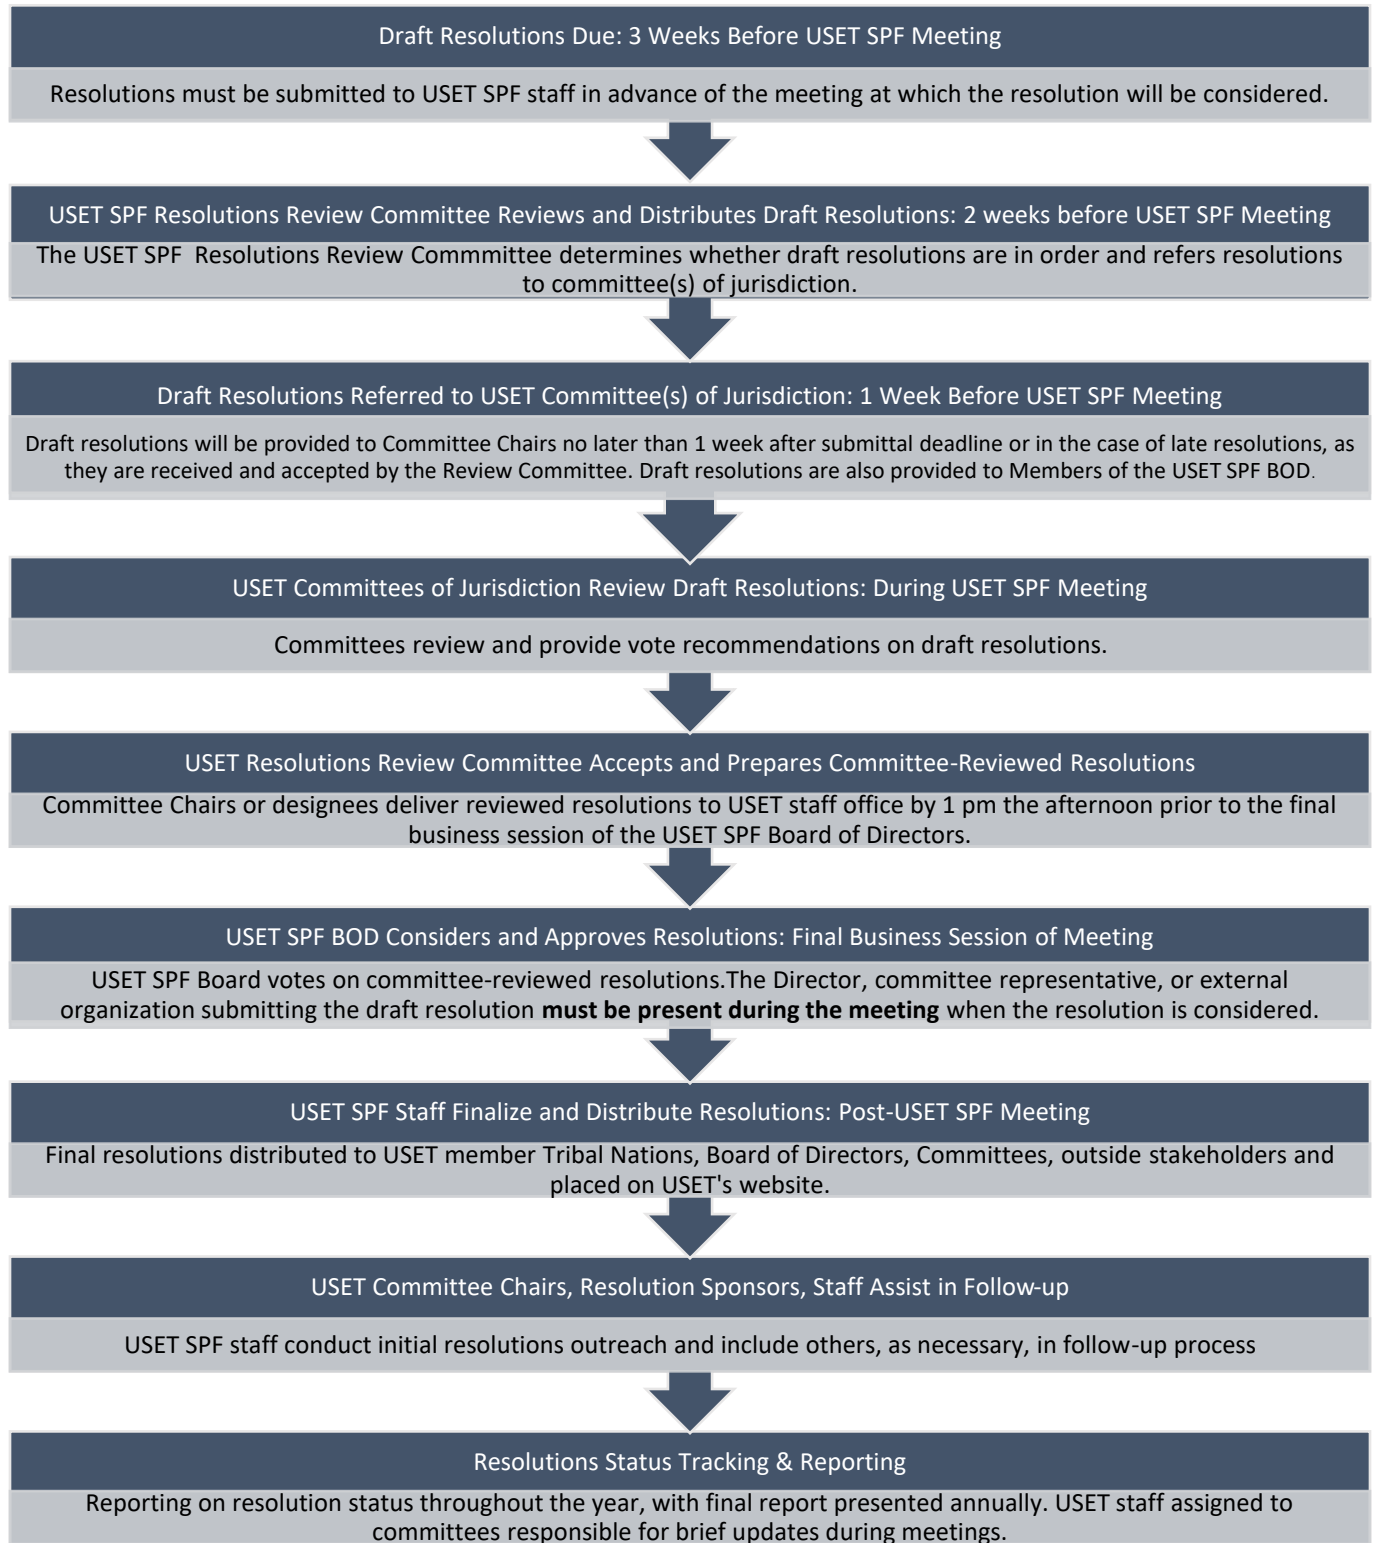 Draft Resolutions Due: 3 Weeks Before USET SPF Meeting
Resolutions must be submitted to USET SPF staff in advance of the meeting at which the resolution will be considered.
USET SPF Resolutions Review Committee Reviews and Distributes Draft Resolutions: 2 weeks before USET SPF Meeting
The USET SPF  Resolutions Review Commmittee determines whether draft resolutions are in order and refers resolutions
to committee(s) of jurisdiction.
Draft Resolutions Referred to USET Committee(s) of Jurisdiction: 1 Week Before USET SPF Meeting
Draft resolutions will be provided to Committee Chairs no later than 1 week after submittal deadline or in the case of late resolutions, as
they are received and accepted by the Review Committee. Draft resolutions are also provided to Members of the USET SPF BOD.
USET Committees of Jurisdiction Review Draft Resolutions: During USET SPF Meeting
Committees review and provide vote recommendations on draft resolutions.
USET Resolutions Review Committee Accepts and Prepares Committee-Reviewed Resolutions
Committee Chairs or designees deliver reviewed resolutions to USET staff office by 1 pm the afternoon prior to the final
business session of the USET SPF Board of Directors.
USET SPF BOD Considers and Approves Resolutions: Final Business Session of Meeting
USET SPF Board votes on committee-reviewed resolutions.The Director, committee representative, or external
organization submitting the draft resolution must be present during the meeting when the resolution is considered.
USET SPF Staff Finalize and Distribute Resolutions: Post-USET SPF Meeting
Final resolutions distributed to USET member Tribal Nations, Board of Directors, Committees, outside stakeholders and
placed on USET's website.
USET Committee Chairs, Resolution Sponsors, Staff Assist in Follow-up
USET SPF staff conduct initial resolutions outreach and include others, as necessary, in follow-up process
Resolutions Status Tracking & Reporting
Reporting on resolution status throughout the year, with final report presented annually. USET staff assigned to
committees responsible for brief updates during meetings.